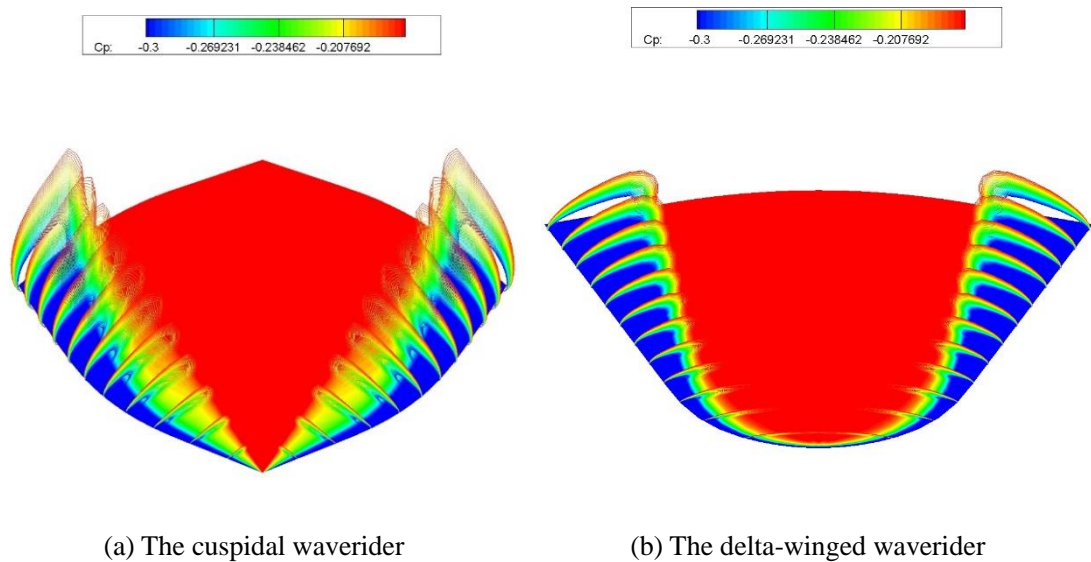 Cp: -0.3 -0.269231 -0.238462 -0.207692
Cp: -0.3 -0.269231 -0.238462 -0.207692
(a) The cuspidal waverider
(b) The delta-winged waverider